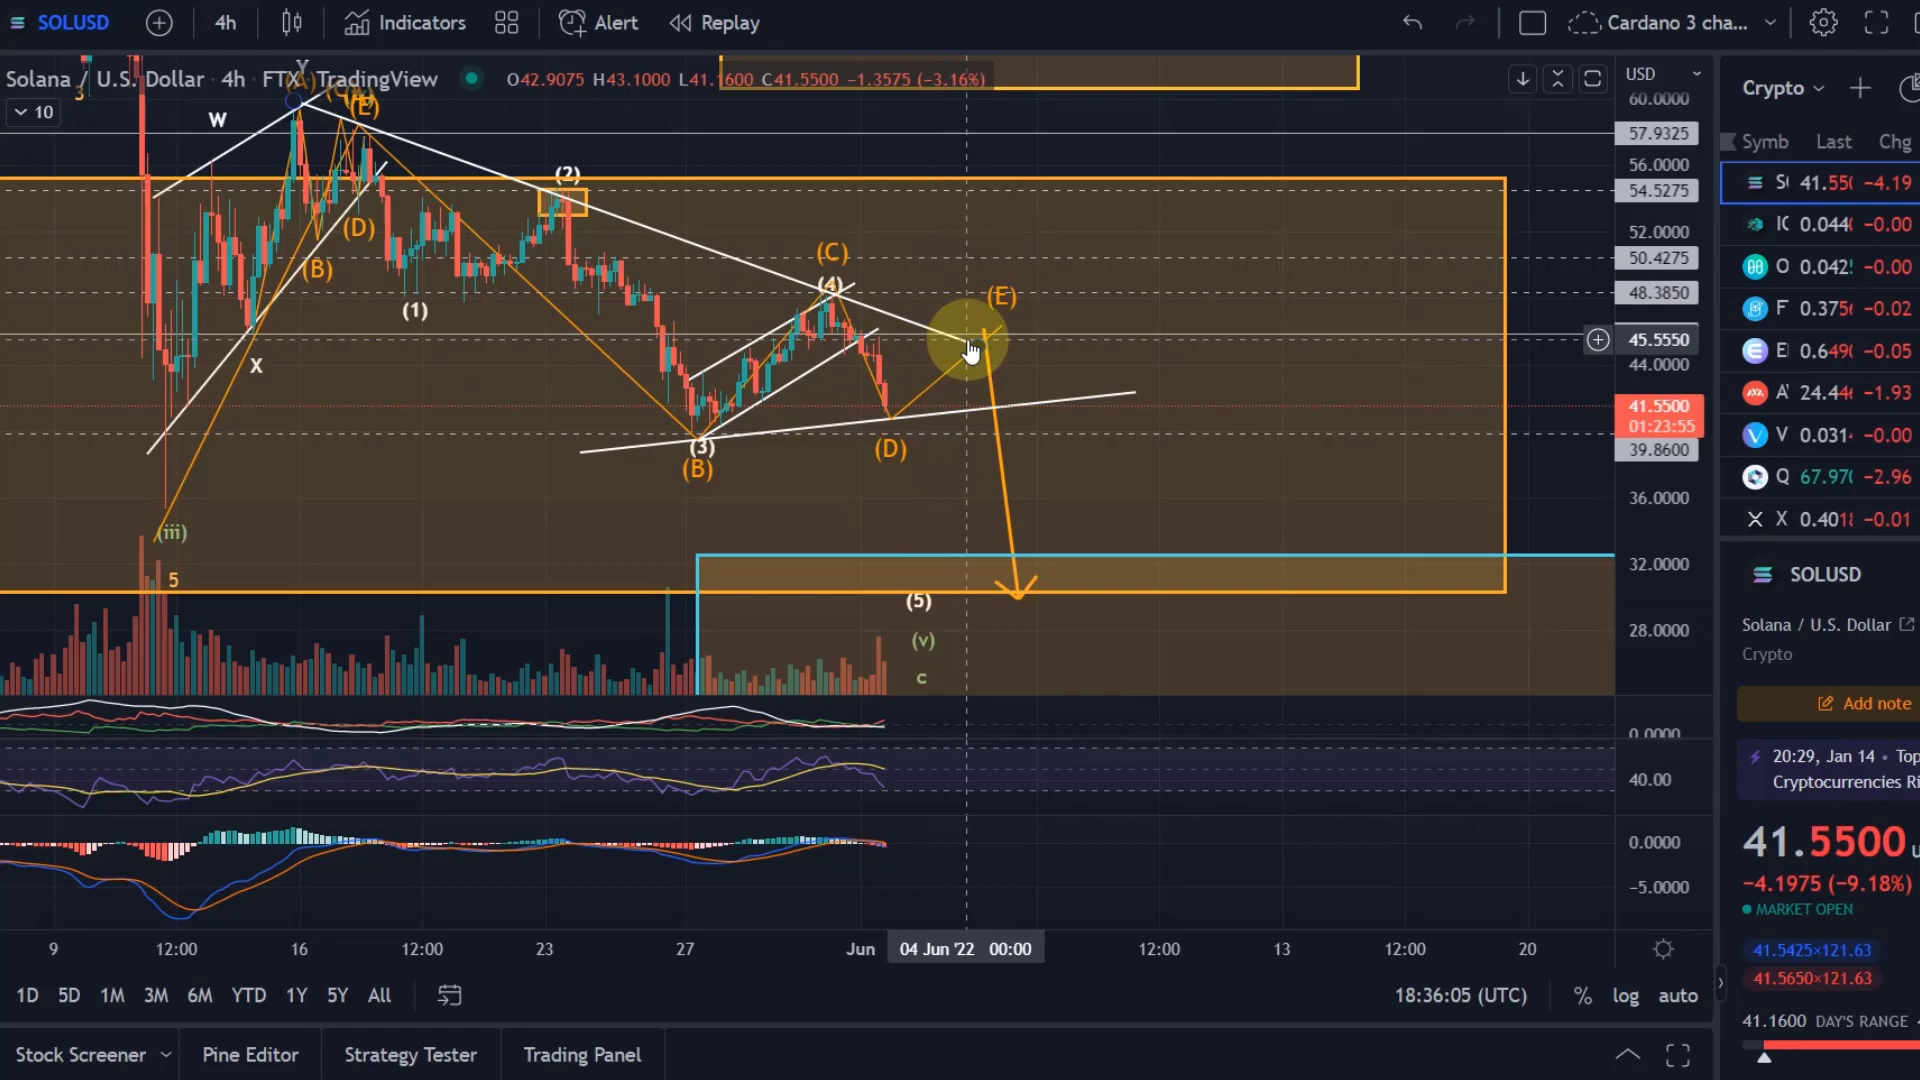 SOLUSD 4h Indicators Alert Replay Cardano 3 cha...
Solana / U.S. Dollar · 4h · FTX · TradingView O42.9075 H43.1000 L41.1600 C41.5500 −1.3575 (−3.16%)
10
USD
60.0000
57.9325
56.0000
54.5275
52.0000
50.4275
48.3850
45.5550
44.0000
41.5500
01:23:55
39.8600
36.0000
32.0000
28.0000
0.0000
40.00
0.0000
−5.0000
3
Y
(A)
(E)
W
(D)
(B)
X
(1)
(2)
(C)
(4)
(E)
(3)
(B)
(D)
(iii)
5
(5)
(v)
c
9 12:00 16 12:00 23 27 Jun 04 Jun '22 00:00 12:00 13 12:00 20
1D 5D 1M 3M 6M YTD 1Y 5Y All 18:36:05 (UTC) % log auto
Stock Screener Pine Editor Strategy Tester Trading Panel
Crypto
Symb Last Chg
41.550 −4.19
0.044 −0.00
O 0.042 −0.00
F 0.375 −0.02
0.649 −0.05
24.44 −1.93
V 0.031 −0.00
Q 67.97 −2.96
X 0.401 −0.01
SOLUSD
Solana / U.S. Dollar
Crypto
Add note
20:29, Jan 14 • Top
Cryptocurrencies Ri
41.5500
−4.1975 (−9.18%)
MARKET OPEN
41.5425×121.63
41.5650×121.63
41.1600 DAY'S RANGE